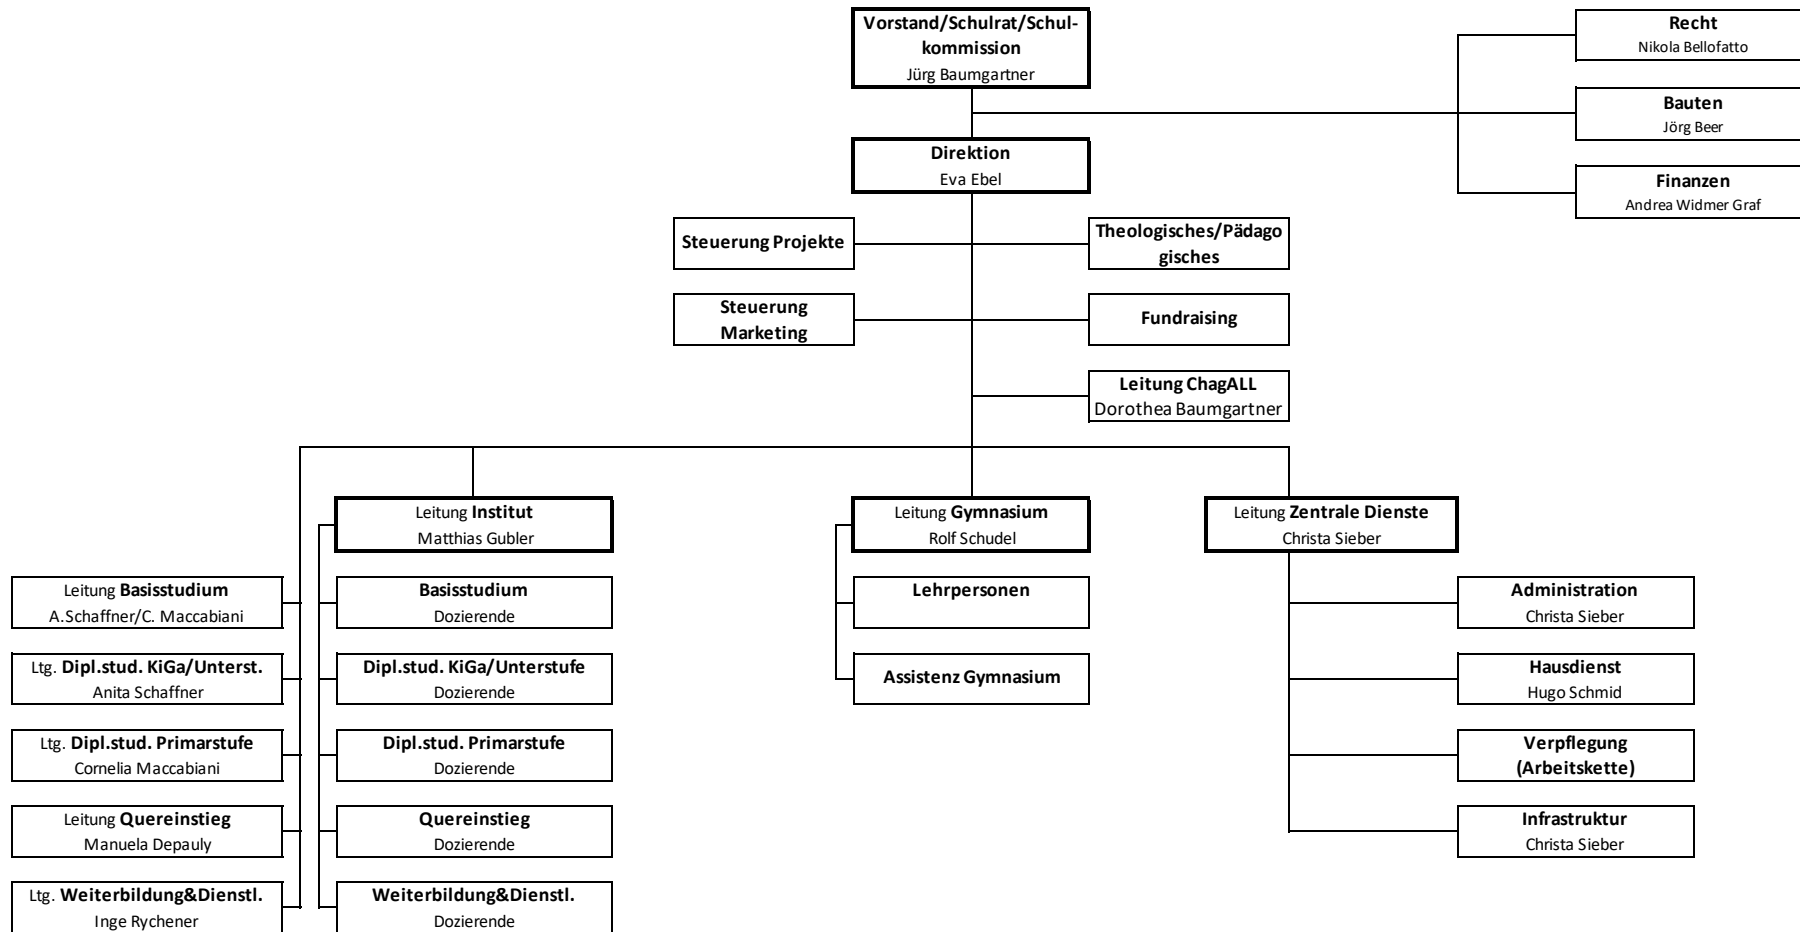 Vorstand/Schulrat/Schul-
kommission
Jürg Baumgartner
Recht
Nikola Bellofatto
Bauten
Jörg Beer
Direktion
Eva Ebel
Finanzen
Andrea Widmer Graf
Steuerung Projekte
Theologisches/Pädago
gisches
Steuerung
Marketing
Fundraising
Leitung ChagALL
Dorothea Baumgartner
Leitung Institut
Matthias Gubler
Leitung Gymnasium
Rolf Schudel
Leitung Zentrale Dienste
Christa Sieber
Leitung Basisstudium
A.Schaffner/C. Maccabiani
Basisstudium
Dozierende
Lehrpersonen
Administration
Christa Sieber
Ltg. Dipl.stud. KiGa/Unterst.
Anita Schaffner
Dipl.stud. KiGa/Unterstufe
Dozierende
Assistenz Gymnasium
Hausdienst
Hugo Schmid
Ltg. Dipl.stud. Primarstufe
Cornelia Maccabiani
Dipl.stud. Primarstufe
Dozierende
Verpflegung
(Arbeitskette)
Leitung Quereinstieg
Manuela Depauly
Quereinstieg
Dozierende
Infrastruktur
Christa Sieber
Ltg. Weiterbildung&Dienstl.
Inge Rychener
Weiterbildung&Dienstl.
Dozierende